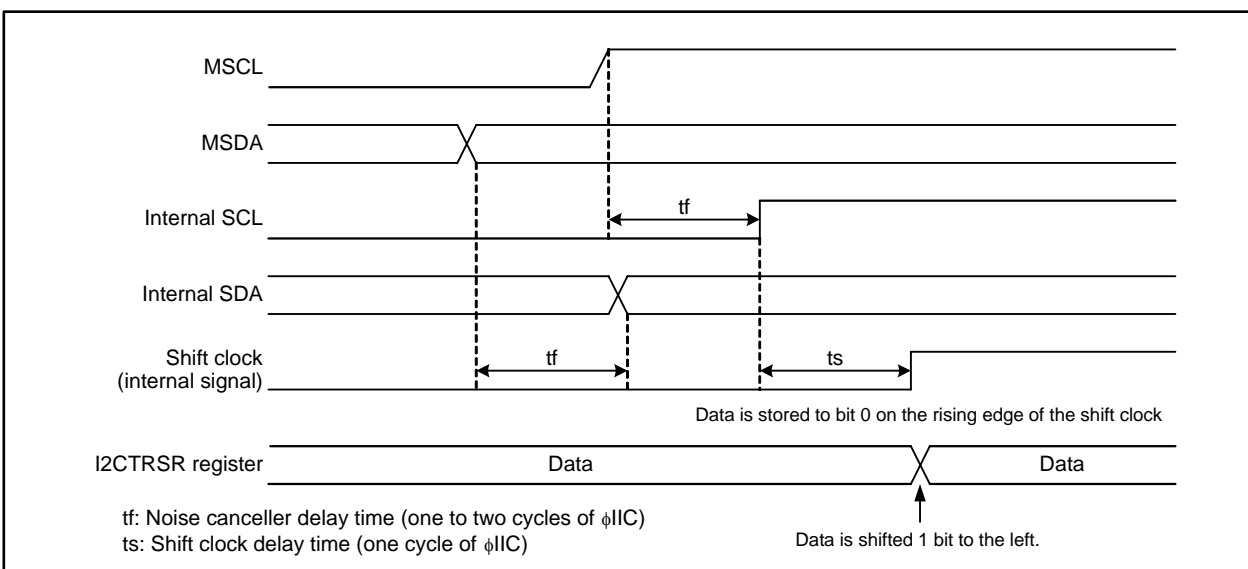 MSCL
MSDA
tf
Internal SCL
Internal SDA
Shift clock
(internal signal)
tf
ts
Data is stored to bit 0 on the rising edge of the shift clock
I2CTRSR register
Data
Data
tf: Noise canceller delay time (one to two cycles of ϕIIC)
ts: Shift clock delay time (one cycle of ϕIIC)
Data is shifted 1 bit to the left.